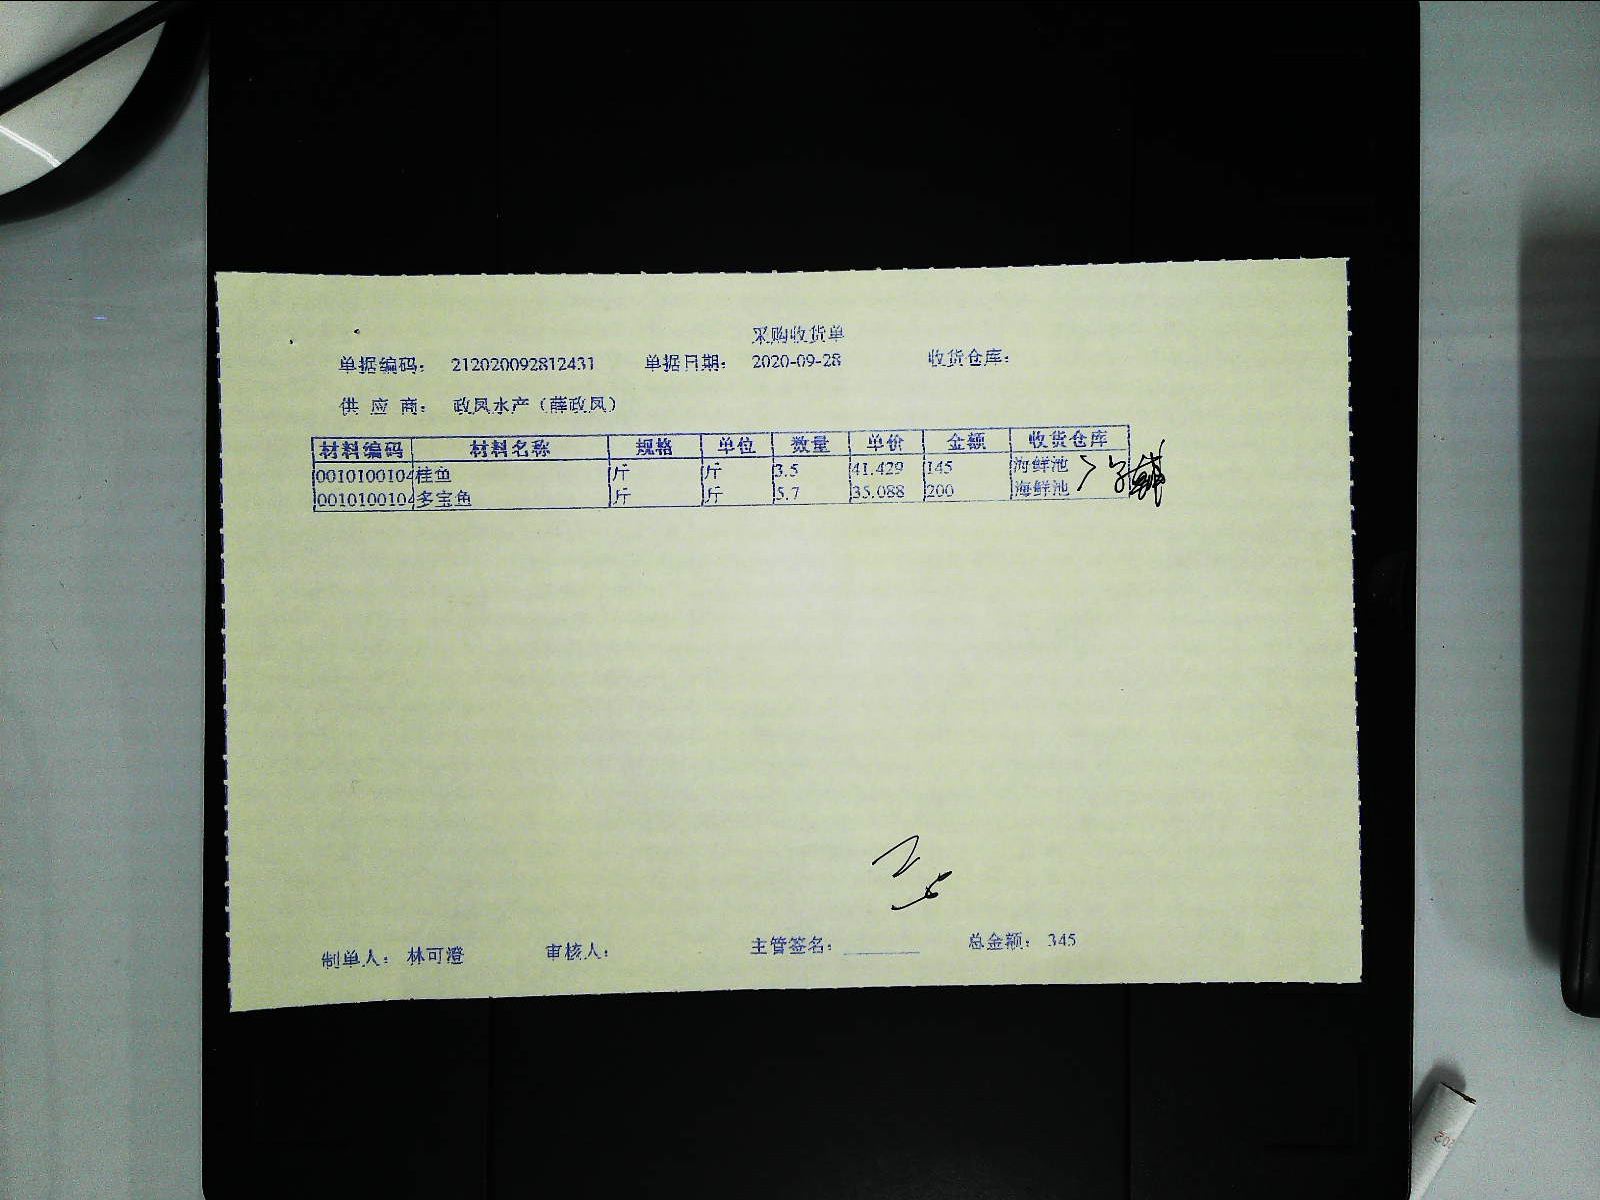 采购收货单
单据编码： 212020092812431 单据日期： 2020-09-28 收货仓库：
供 应 商： 政凤水产（薛政凤）
材料编码 材料名称 规格 单位 数量 单价 金额 收货仓库
0010100104 桂鱼 斤 斤 3.5 41.429 145 海鲜池
0010100104 多宝鱼 斤 斤 5.7 35.088 200 海鲜池
制单人： 林可澄 审核人： 主管签名： 总金额： 345
202